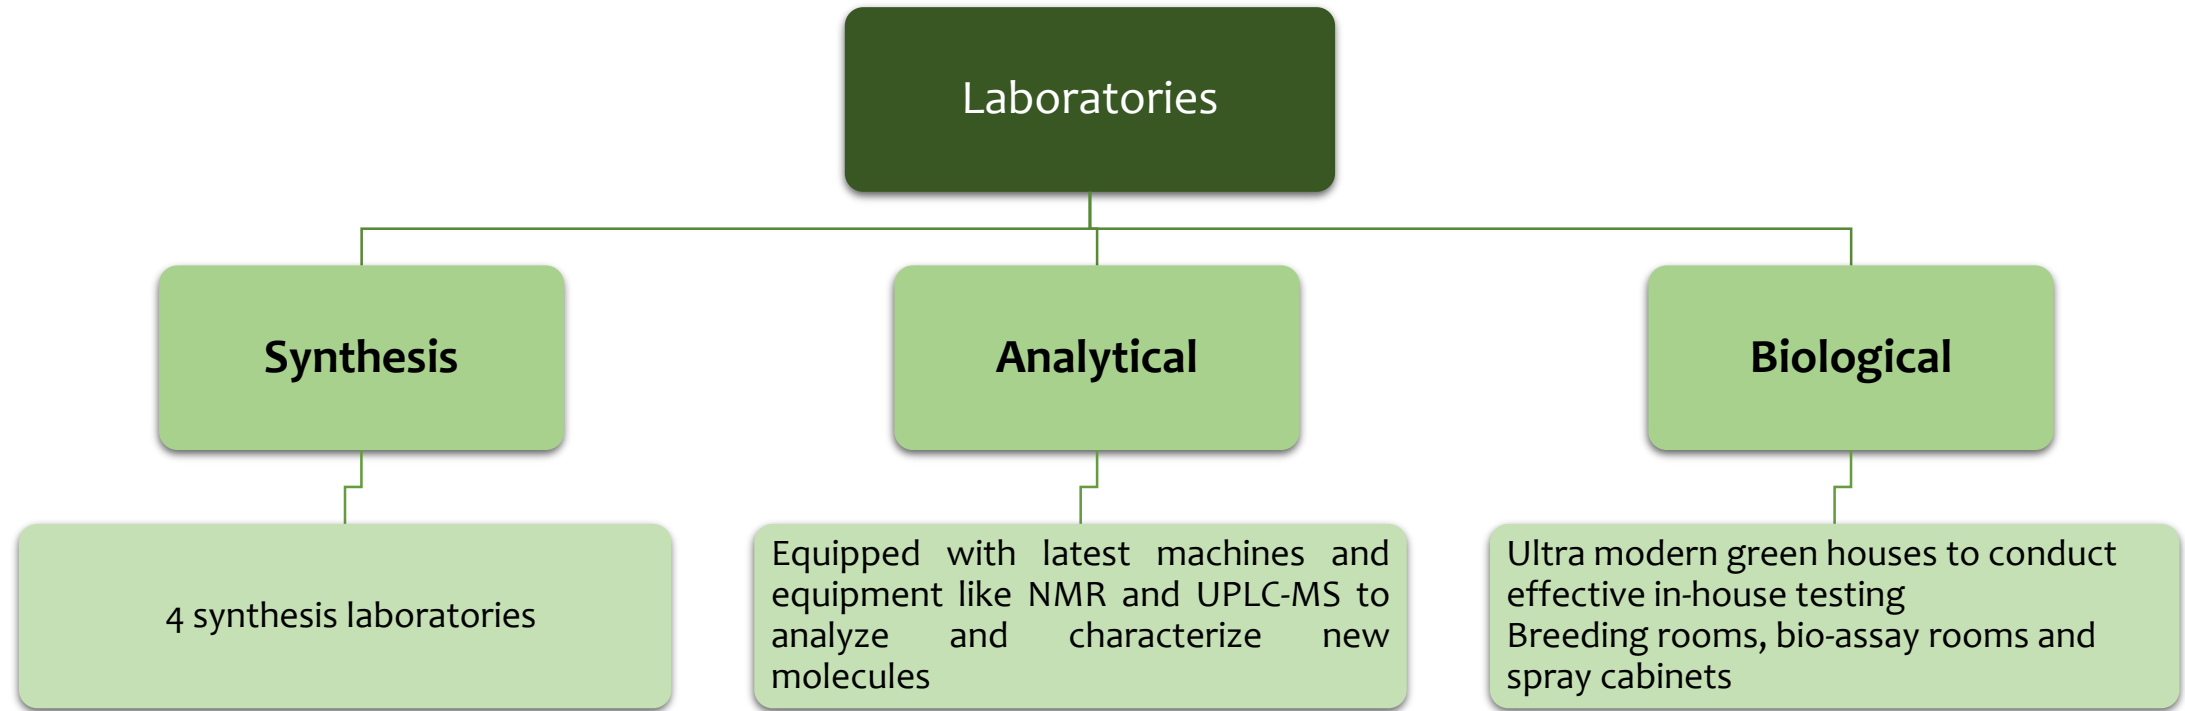 Laboratories
Synthesis
Analytical
Biological
4 synthesis laboratories
Equipped with latest machines and
equipment like NMR and UPLC-MS to
analyze and characterize new
molecules
Ultra modern green houses to conduct
effective in-house testing
Breeding rooms, bio-assay rooms and
spray cabinets